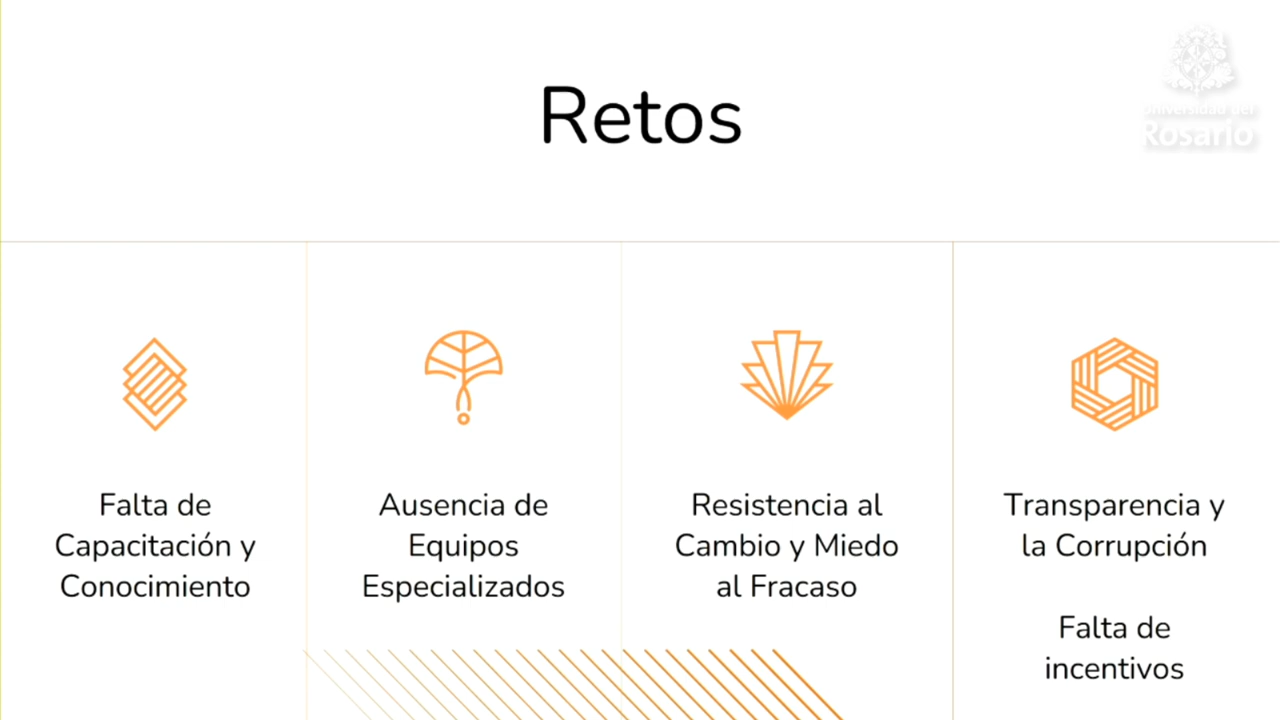 Universidad del
Rosario
Retos
Falta de
Capacitación y
Conocimiento
Ausencia de
Equipos
Especializados
Resistencia al
Cambio y Miedo
al Fracaso
Transparencia y
la Corrupción
Falta de
incentivos